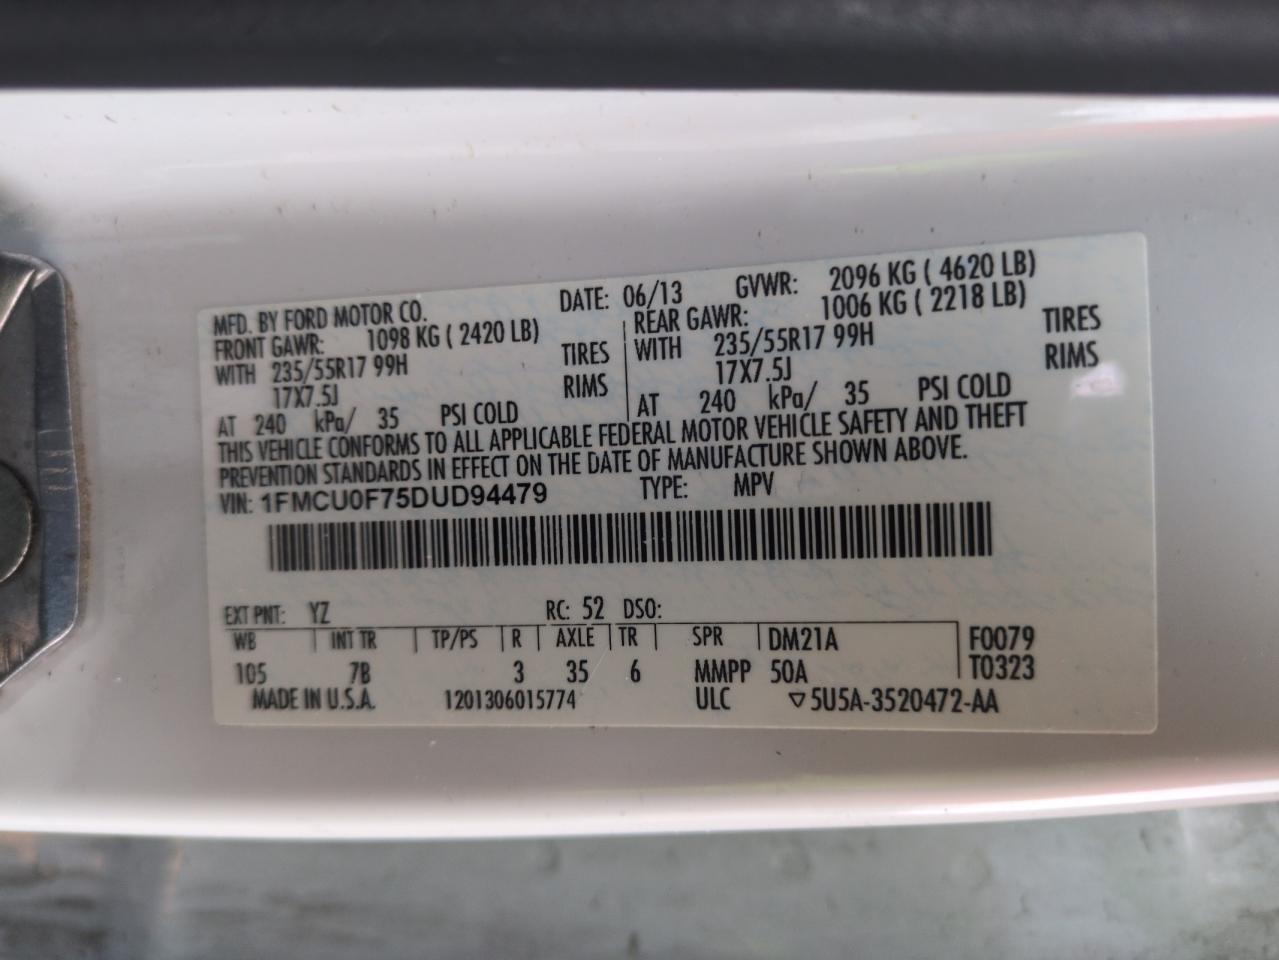 MFD. BY FORD MOTOR CO. DATE: 06/13 GVWR: 2096 KG ( 4620 LB)
FRONT GAWR: 1098 KG ( 2420 LB) REAR GAWR: 1006 KG ( 2218 LB)
WITH 235/55R17 99H TIRES WITH 235/55R17 99H TIRES
17X7.5J RIMS 17X7.5J RIMS
AT 240 kPa/ 35 PSI COLD AT 240 kPa/ 35 PSI COLD
THIS VEHICLE CONFORMS TO ALL APPLICABLE FEDERAL MOTOR VEHICLE SAFETY AND THEFT
PREVENTION STANDARDS IN EFFECT ON THE DATE OF MANUFACTURE SHOWN ABOVE.
VIN: 1FMCU0F75DUD94479 TYPE: MPV
EXT PNT: YZ RC: 52 DSO:
WB INT TR TP/PS R AXLE TR SPR DM21A F0079
105 7B 3 35 6 MMPP 50A T0323
MADE IN U.S.A. 1201306015774 ULC ▽5U5A-3520472-AA